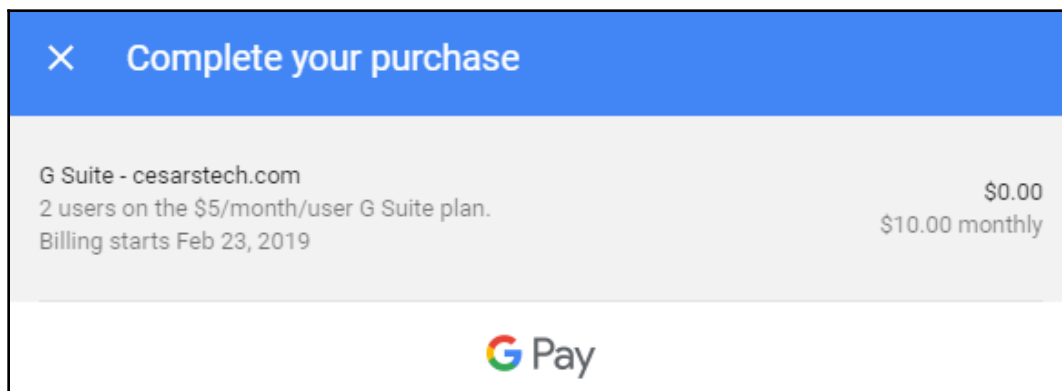 Complete your purchase
G Suite - cesarstech.com
$0.00
2 users on the $5/month/user G Suite plan.
$10.00 monthly
Billing starts Feb 23, 2019
G Pay